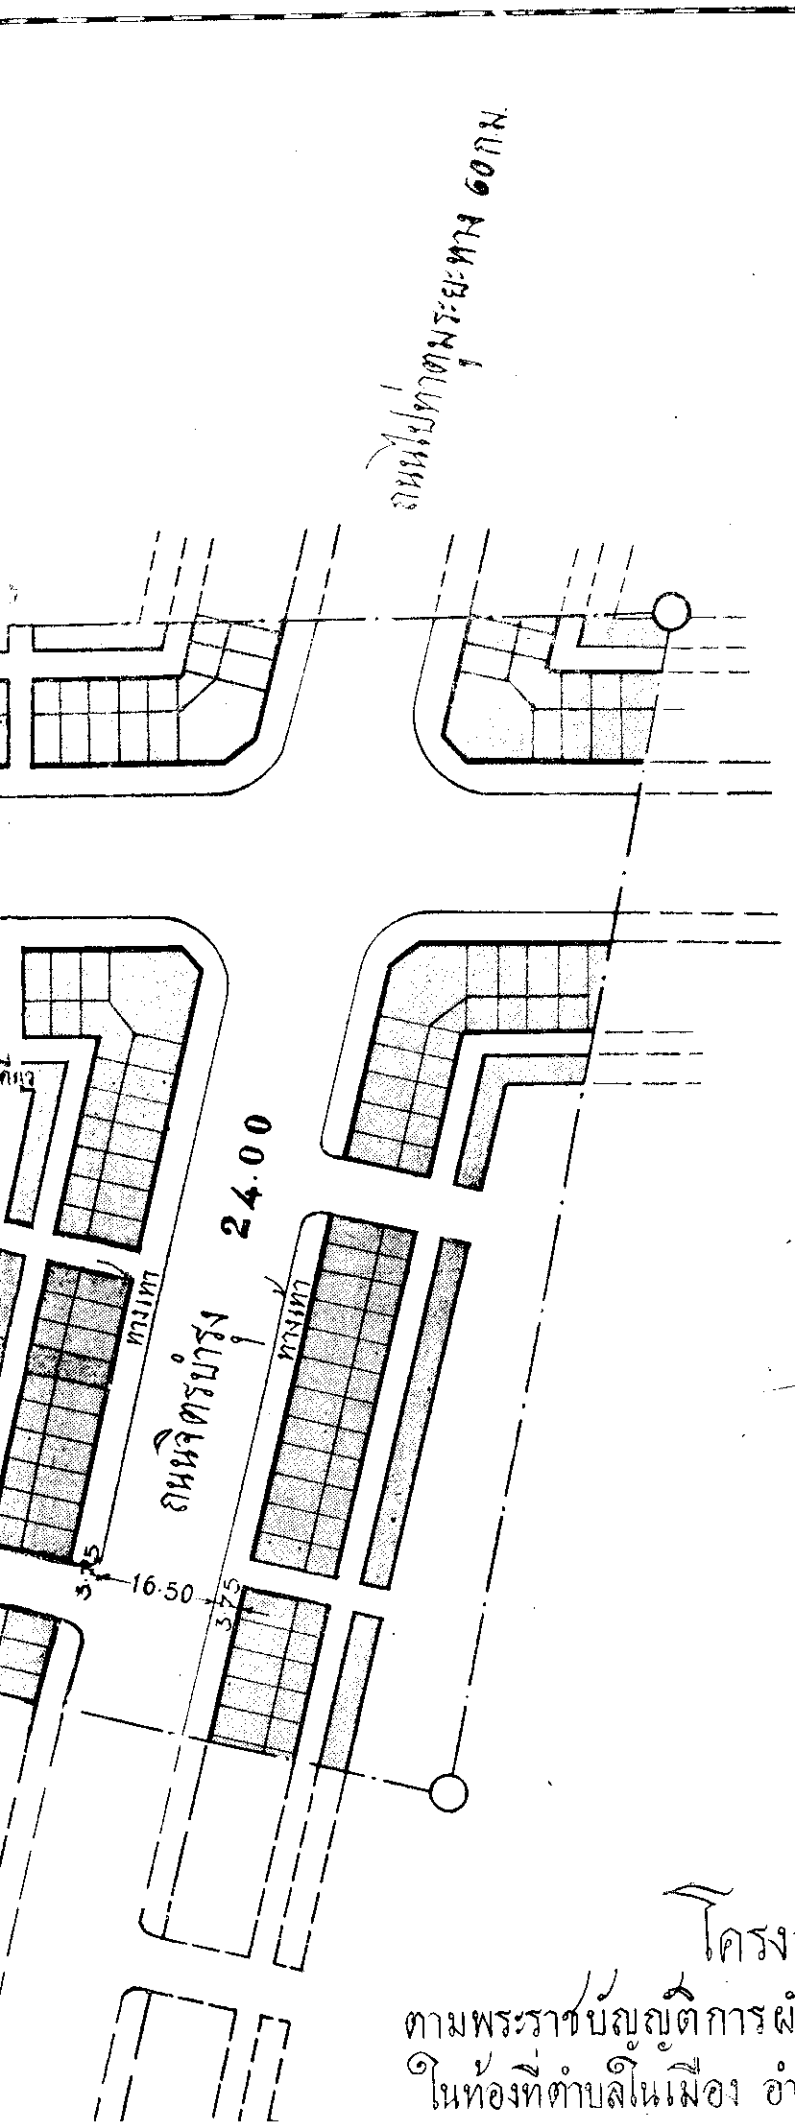 ถนนไปท่าตูมระยะทาง 60 กม.
24.00
ถนนจิตรบำรุง
ทางเท้า
ทางเท้า
3.75
16.50
3.75
โครง
ตามพระราชบัญญัติการผั
ในท้องที่ตำบลในเมือง อำ